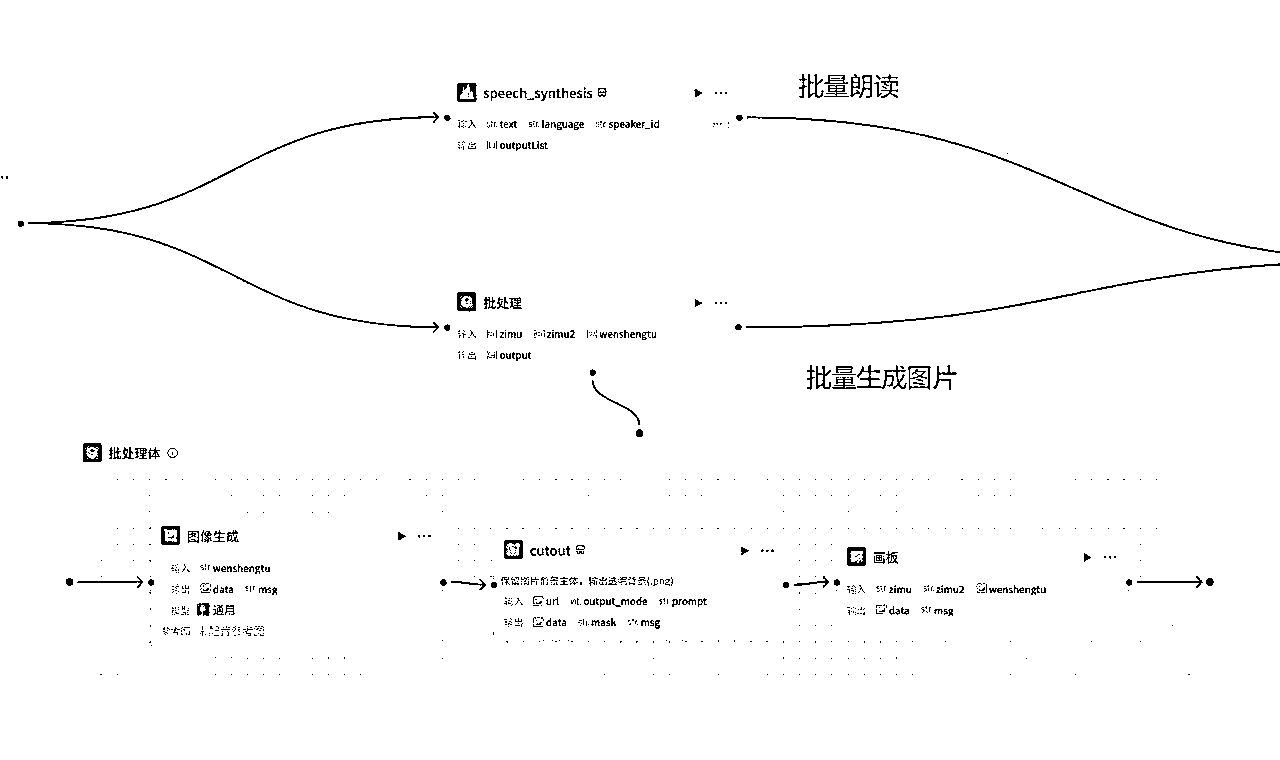 speech_synthesis
批量朗读
输入 str. text str. language str. speaker_id
输出 outputList
批处理
输入 zimu zimu2 wenshengtu
输出 output
批量生成图片
批处理体
图像生成
输入 str. wenshengtu
输出 data str. msg
模型 通用
cutout
保留图片前景主体,输出透明背景(.png)
输入 url int. output_mode str. prompt
输出 data str. mask str. msg
画板
输入 str. zimu str. zimu2 wenshengtu
输出 data str. msg